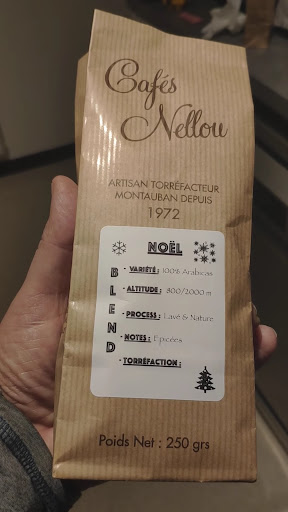 Cafés
Nellou
ARTISAN TORRÉFACTEUR
MONTAUBAN DEPUIS
1972
NOËL
BLEND
- VARIÉTÉ : 100% Arabicas
- ALTITUDE : 800/2000 m
- PROCESS : Lavé & Nature
- NOTES : Epicées
- TORRÉFACTION :
Poids Net : 250 grs